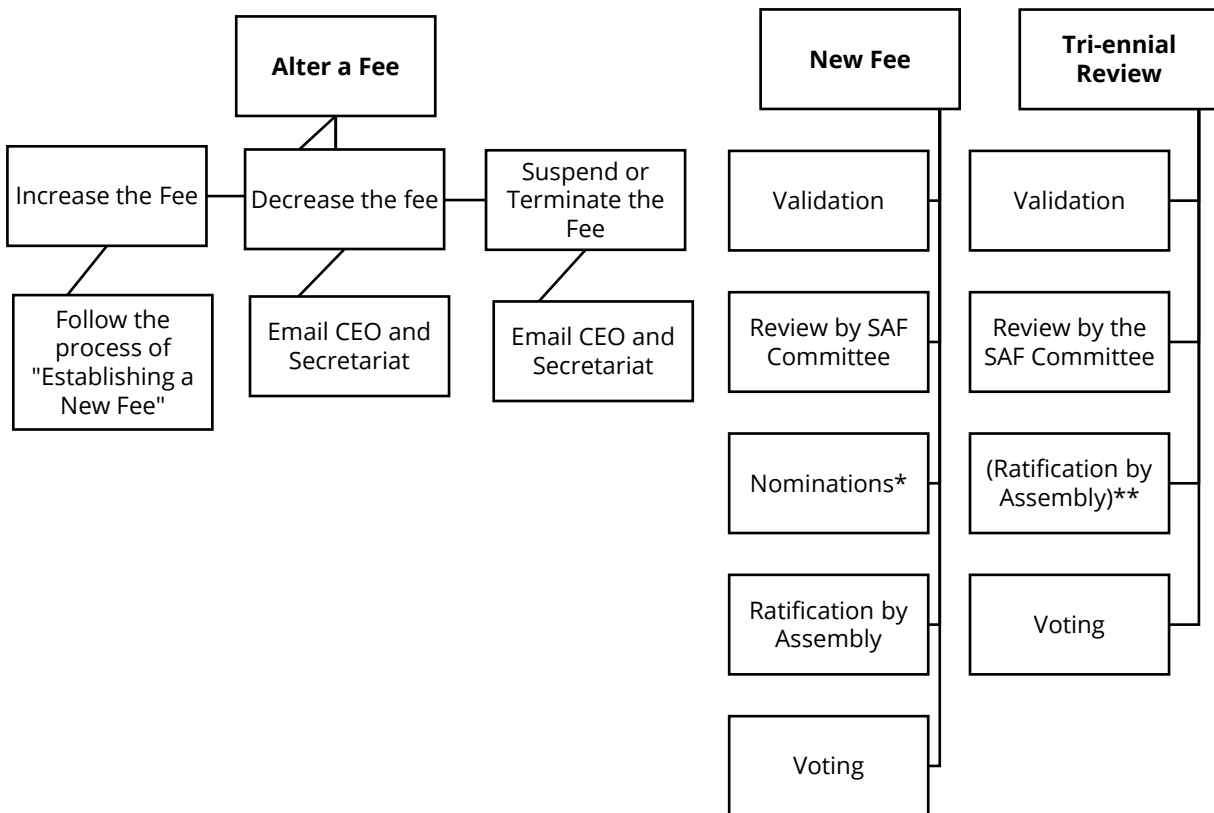 Alter a Fee
Increase the Fee
Decrease the fee
Suspend or
Terminate the
Fee
Follow the
process of
"Establishing a
New Fee"
Email CEO and
Secretariat
Email CEO and
Secretariat
New Fee
Validation
Review by SAF
Committee
Nominations*
Ratification by
Assembly
Voting
Tri-ennial
Review
Validation
Review by the
SAF Committee
(Ratification by
Assembly)**
Voting